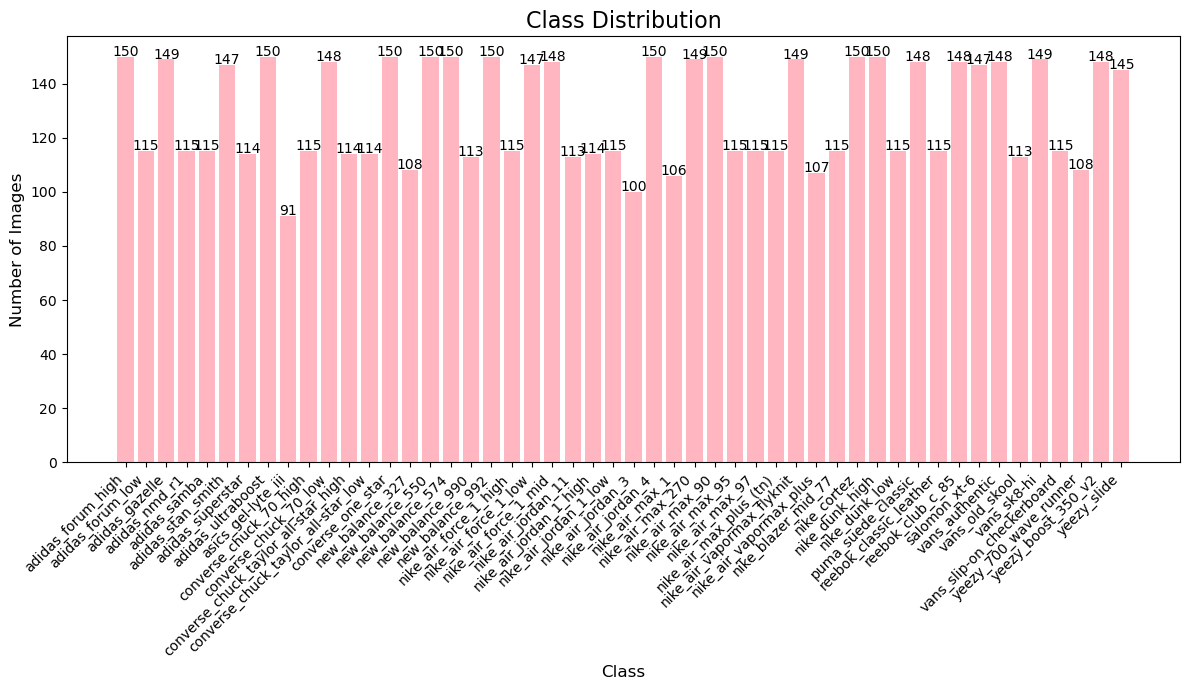 Class Distribution
Number of Images
140
120
100
80
60
40
20
0
150 115 149 115 115 147 114 150 91 115 148 114 114 150 108 150 150 113 150 115 147 148 113 114 115 100 150 106 149 150 115 115 115 149 107 115 150 150 115 148 115 148 147 148 113 149 115 108 148 145
adidas_forum_high
adidas_forum_low
adidas_gazelle
adidas_nmd_r1
adidas_samba
adidas_stan_smith
adidas_superstar
adidas_ultraboost
asics_gel-lyte_iii
converse_chuck_70_high
converse_chuck_70_low
converse_chuck_taylor_all-star_high
converse_chuck_taylor_all-star_low
converse_one_star
new_balance_327
new_balance_550
new_balance_574
new_balance_990
new_balance_992
nike_air_force_1_high
nike_air_force_1_low
nike_air_force_1_mid
nike_air_jordan_11
nike_air_jordan_1_high
nike_air_jordan_1_low
nike_air_jordan_3
nike_air_jordan_4
nike_air_max_1
nike_air_max_270
nike_air_max_90
nike_air_max_95
nike_air_max_97
nike_air_max_plus_(tn)
nike_air_vapormax_flyknit
nike_air_vapormax_plus
nike_blazer_mid_77
nike_cortez
nike_dunk_high
nike_dunk_low
puma_suede_classic
reebok_classic_leather
reebok_club_c_85
salomon_xt-6
vans_authentic
vans_old_skool
vans_sk8-hi
vans_slip-on_checkerboard
yeezy_700_wave_runner
yeezy_boost_350_v2
yeezy_slide
Class